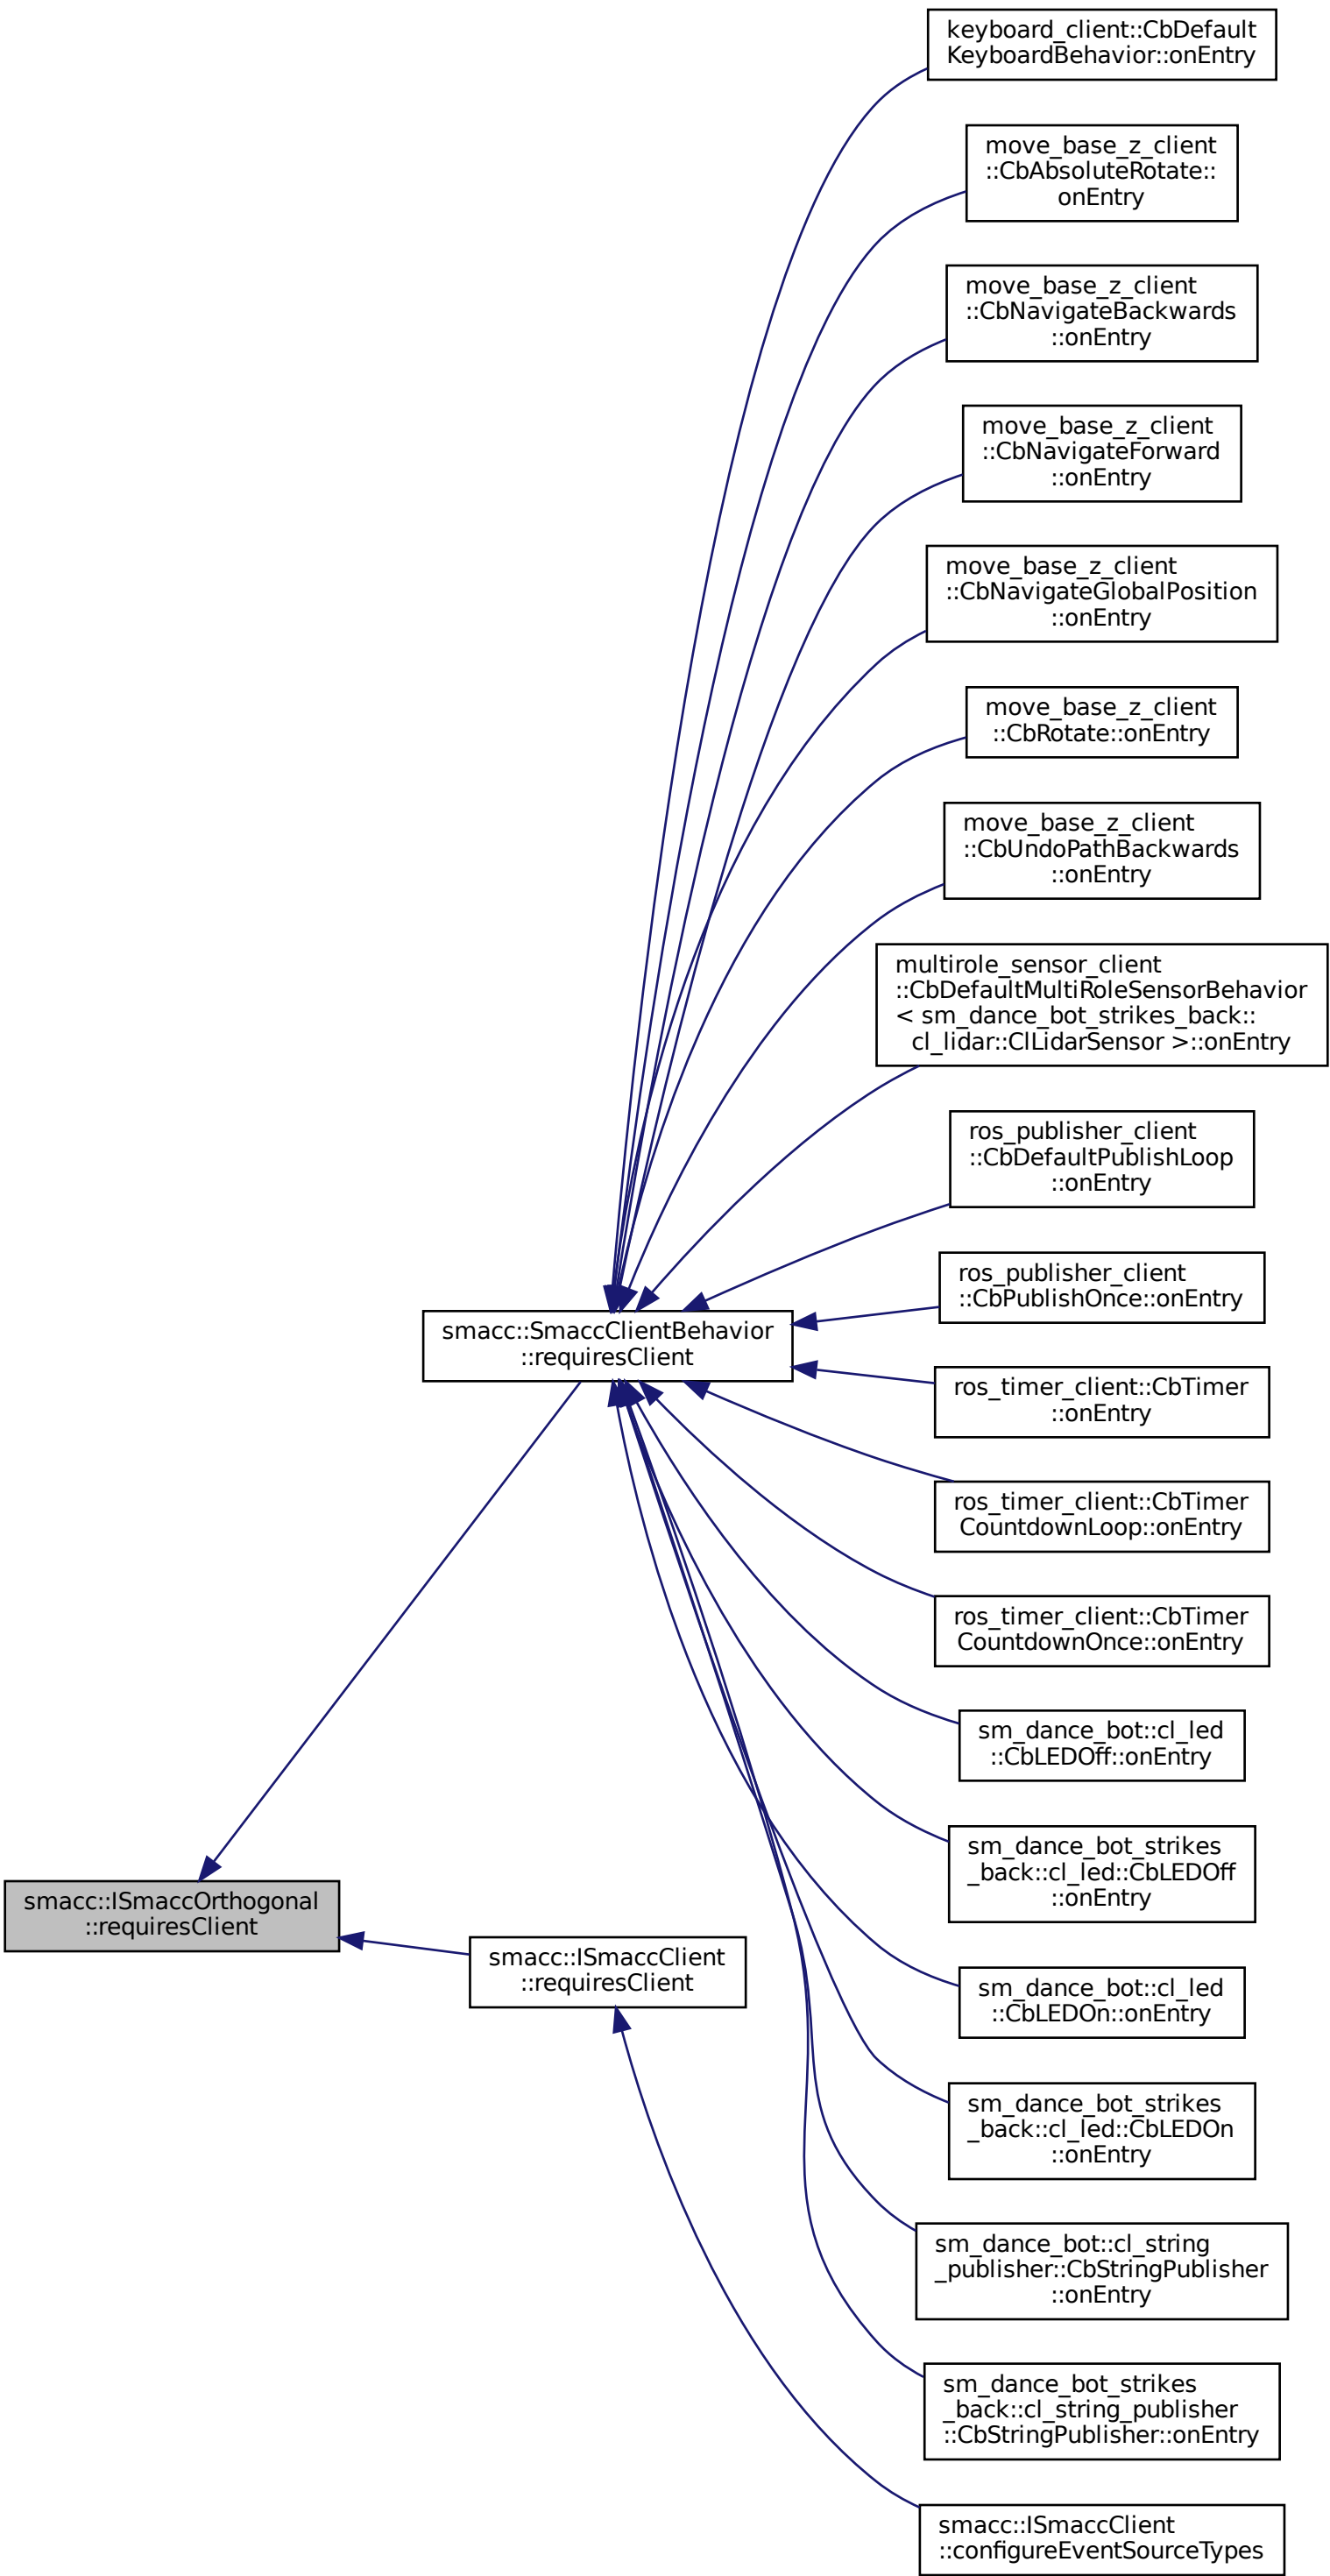 keyboard_client::CbDefault
KeyboardBehavior::onEntry
move_base_z_client
::CbAbsoluteRotate::
onEntry
move_base_z_client
::CbNavigateBackwards
::onEntry
move_base_z_client
::CbNavigateForward
::onEntry
move_base_z_client
::CbNavigateGlobalPosition
::onEntry
move_base_z_client
::CbRotate::onEntry
move_base_z_client
::CbUndoPathBackwards
::onEntry
multirole_sensor_client
::CbDefaultMultiRoleSensorBehavior
< sm_dance_bot_strikes_back::
cl_lidar::ClLidarSensor >::onEntry
ros_publisher_client
::CbDefaultPublishLoop
::onEntry
ros_publisher_client
::CbPublishOnce::onEntry
smacc::SmaccClientBehavior
::requiresClient
ros_timer_client::CbTimer
::onEntry
ros_timer_client::CbTimer
CountdownLoop::onEntry
ros_timer_client::CbTimer
CountdownOnce::onEntry
sm_dance_bot::cl_led
::CbLEDOff::onEntry
sm_dance_bot_strikes
_back::cl_led::CbLEDOff
::onEntry
smacc::ISmaccOrthogonal
::requiresClient
smacc::ISmaccClient
::requiresClient
sm_dance_bot::cl_led
::CbLEDOn::onEntry
sm_dance_bot_strikes
_back::cl_led::CbLEDOn
::onEntry
sm_dance_bot::cl_string
_publisher::CbStringPublisher
::onEntry
sm_dance_bot_strikes
_back::cl_string_publisher
::CbStringPublisher::onEntry
smacc::ISmaccClient
::configureEventSourceTypes